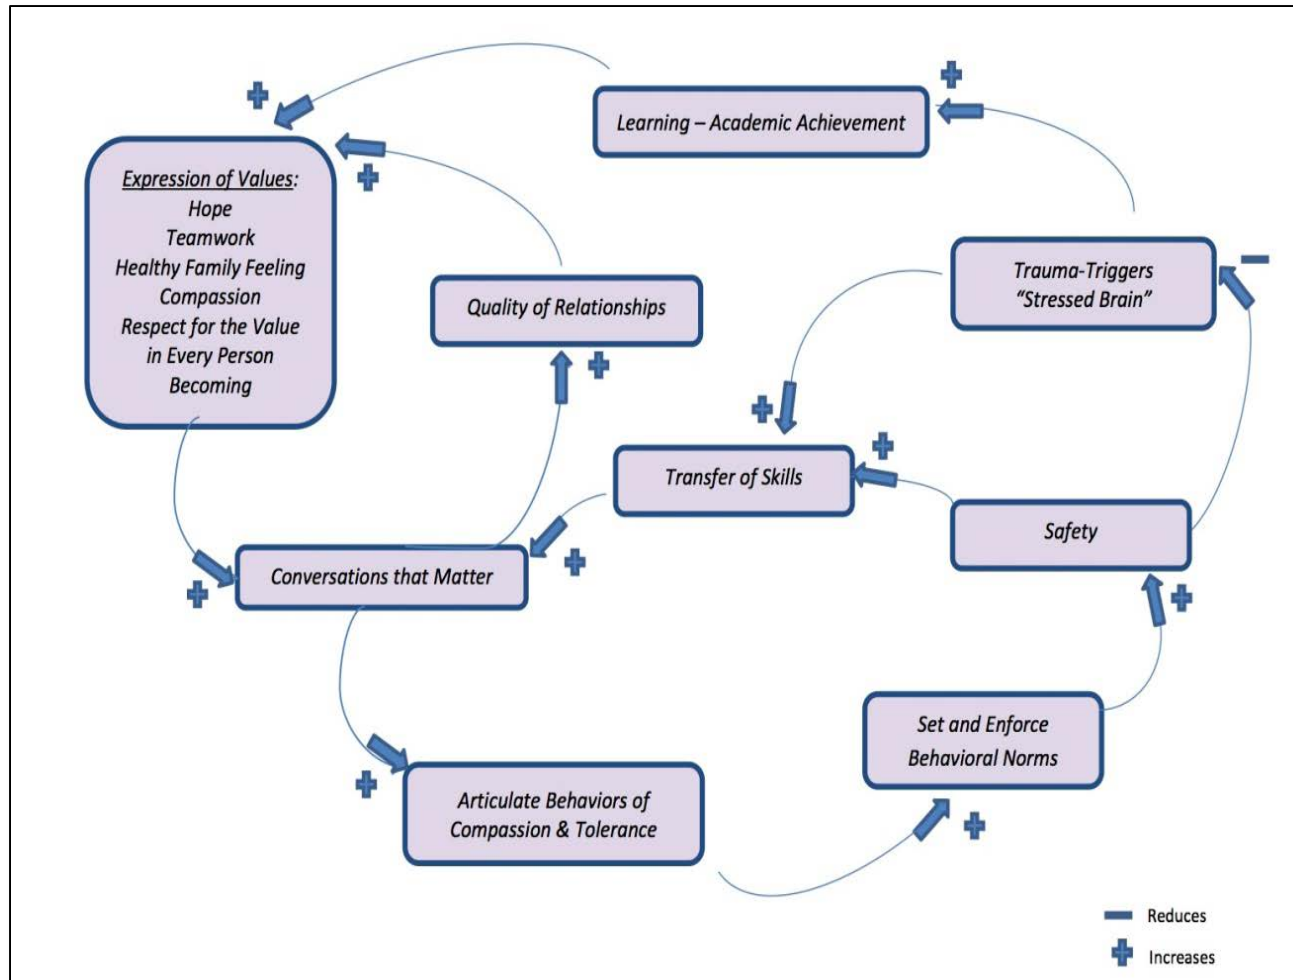 Learning – Academic Achievement
Expression of Values:
Hope
Teamwork
Healthy Family Feeling
Compassion
Respect for the Value
in Every Person
Becoming
Quality of Relationships
Trauma-Triggers
“Stressed Brain”
Transfer of Skills
Safety
Conversations that Matter
Set and Enforce
Behavioral Norms
Articulate Behaviors of
Compassion & Tolerance
Reduces
Increases